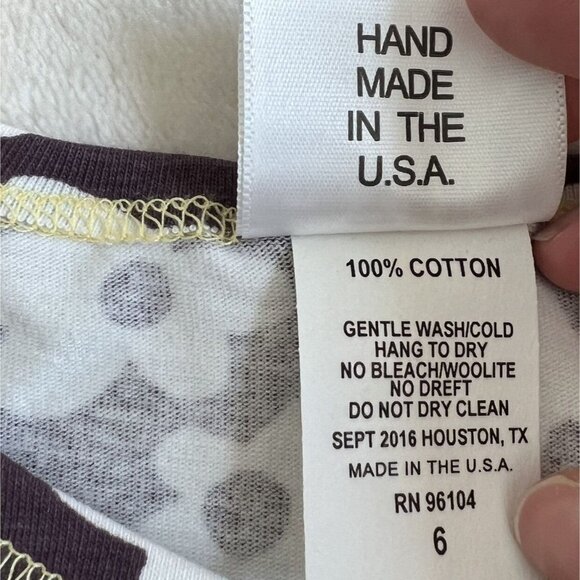 HAND
MADE
IN THE
U.S.A.
100% COTTON
GENTLE WASH/COLD
HANG TO DRY
NO BLEACH/WOOLITE
NO DREFT
DO NOT DRY CLEAN
SEPT 2016 HOUSTON, TX
MADE IN THE U.S.A.
RN 96104
6